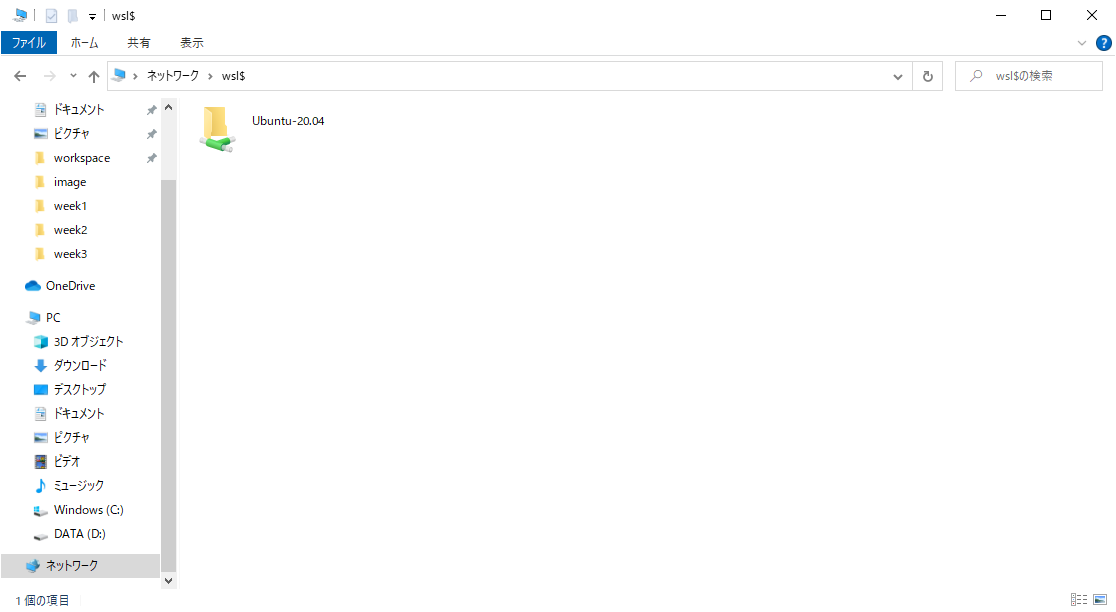 wsl$
ファイル ホーム 共有 表示
ネットワーク wsl$ wsl$の検索
ドキュメント
ピクチャ
workspace
image
week1
week2
week3
OneDrive
PC
3D オブジェクト
ダウンロード
デスクトップ
ドキュメント
ピクチャ
ビデオ
ミュージック
Windows (C:)
DATA (D:)
ネットワーク
Ubuntu-20.04
1 個の項目